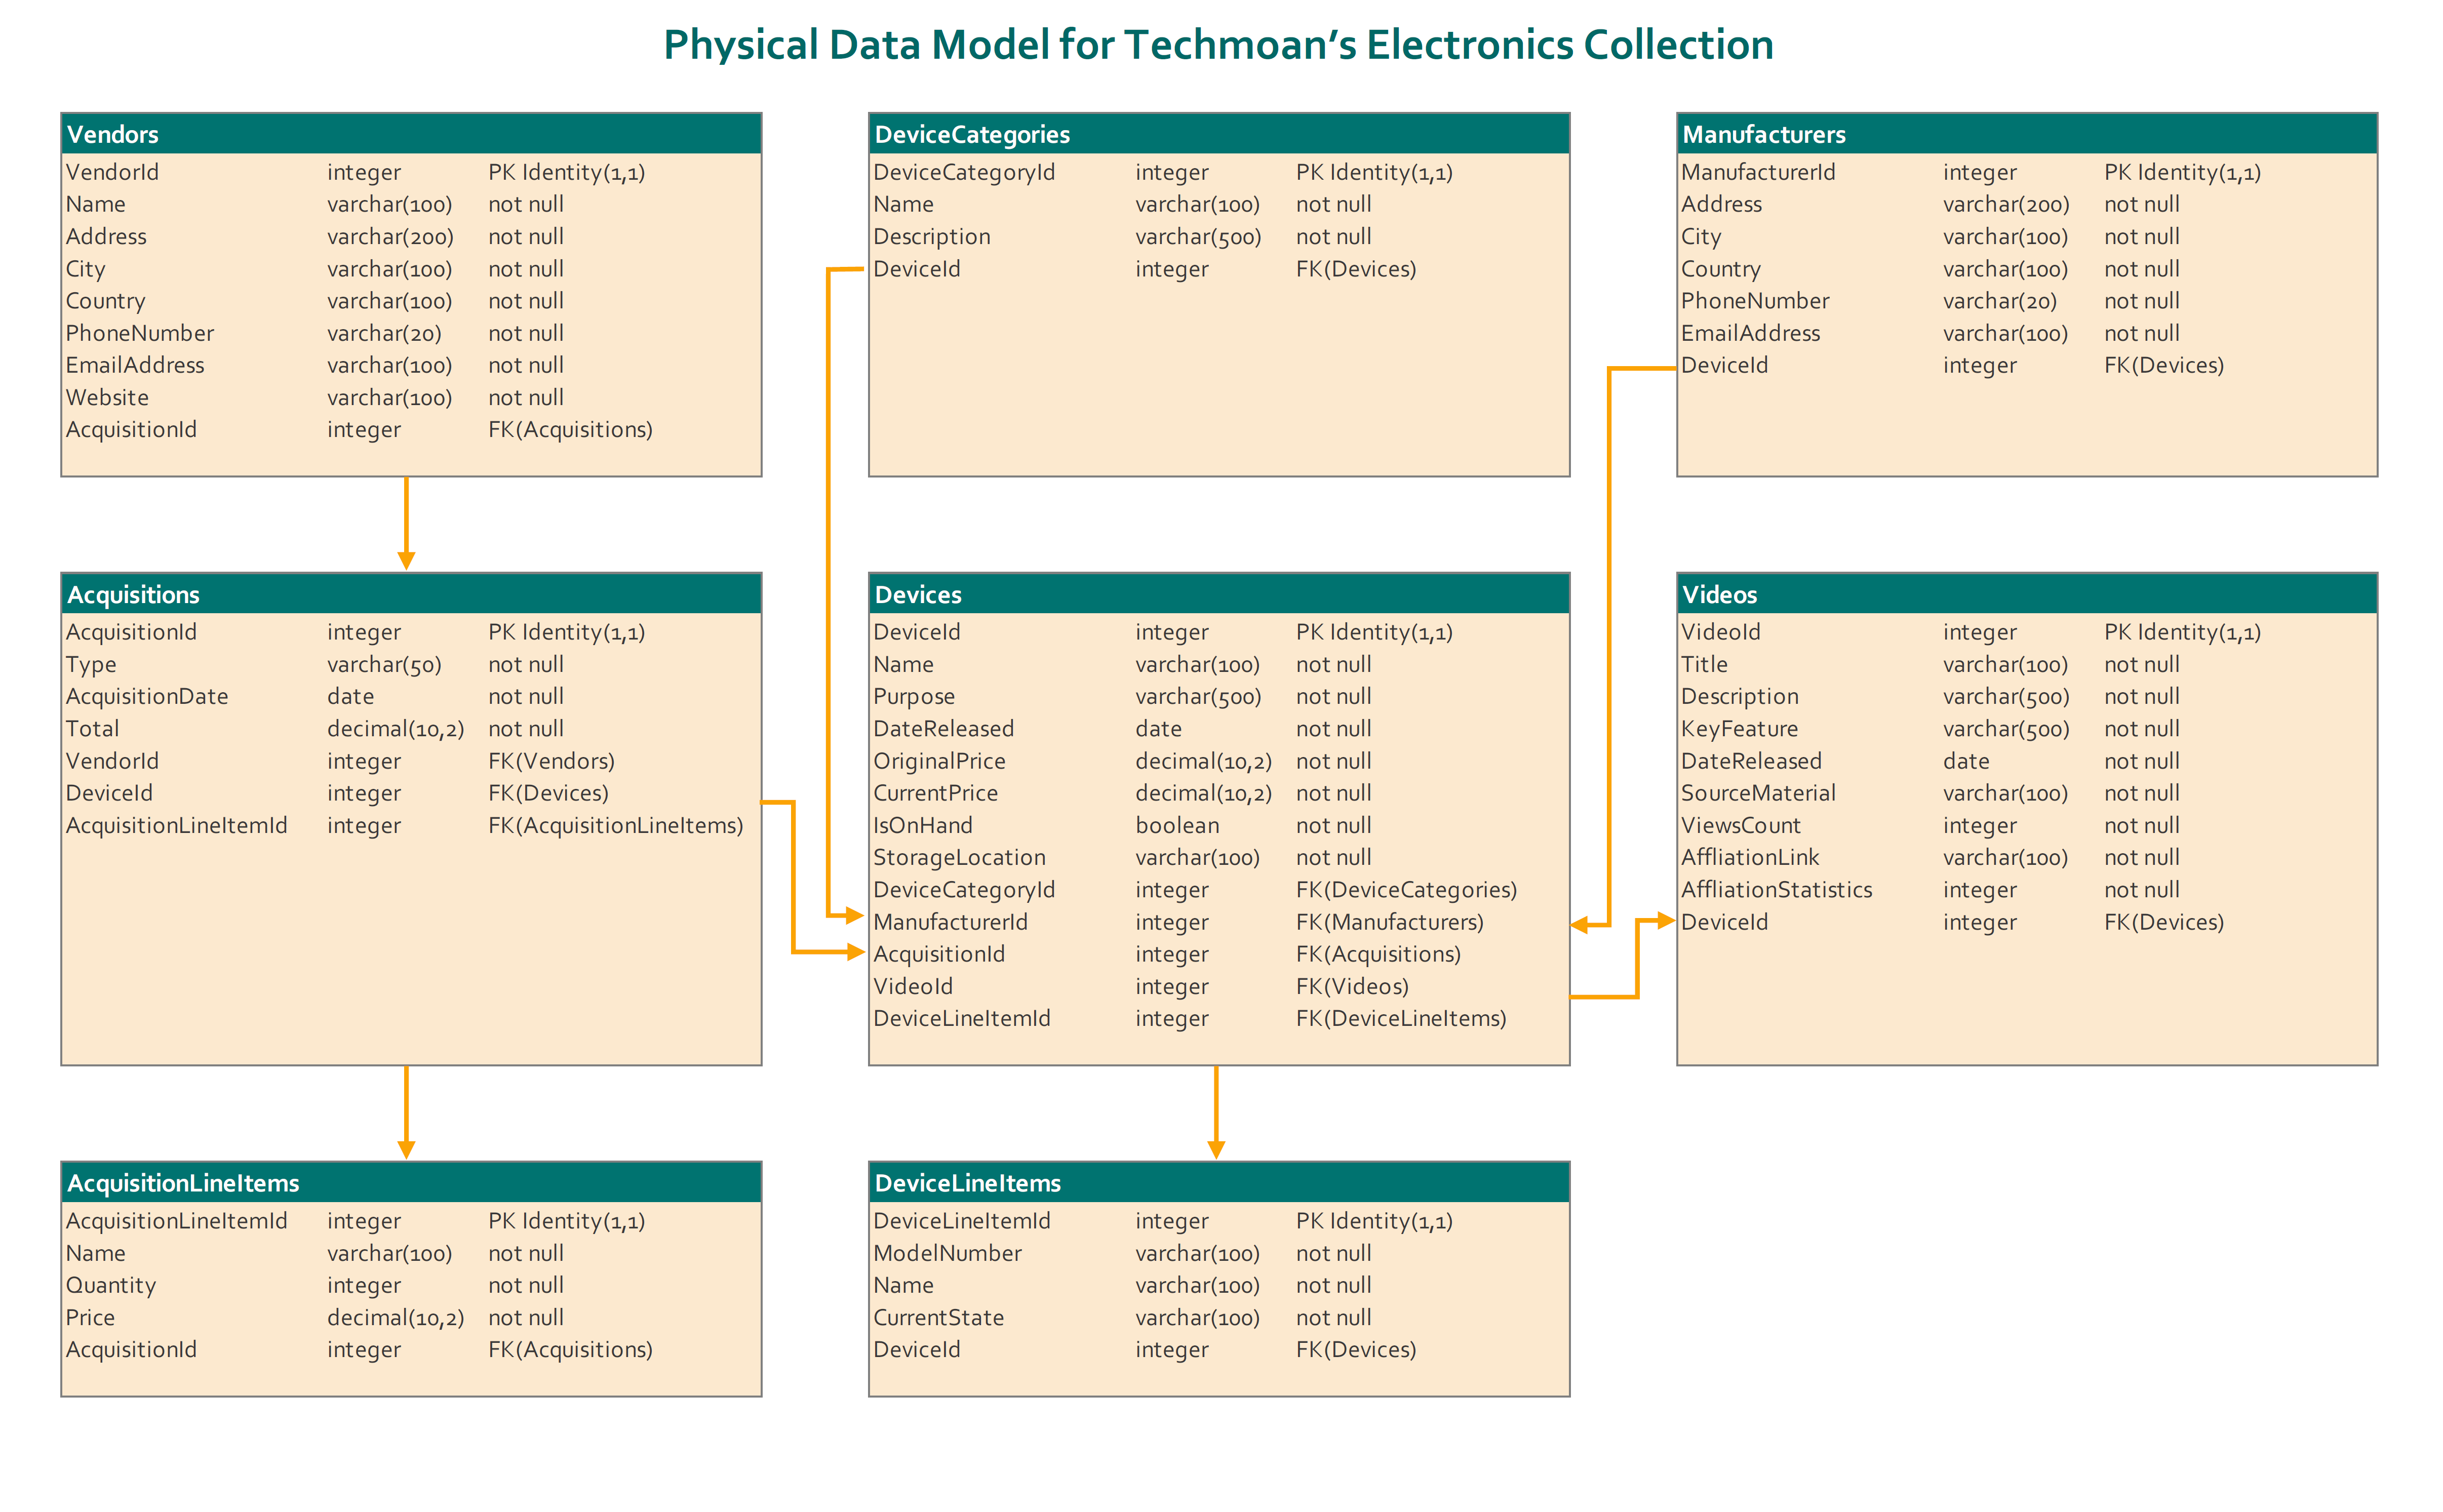 Physical Data Model for Techmoan’s Electronics Collection
Vendors
VendorId integer PK Identity(1,1)
Name varchar(100) not null
Address varchar(200) not null
City varchar(100) not null
Country varchar(100) not null
PhoneNumber varchar(20) not null
EmailAddress varchar(100) not null
Website varchar(100) not null
AcquisitionId integer FK(Acquisitions)
DeviceCategories
DeviceCategoryId integer PK Identity(1,1)
Name varchar(100) not null
Description varchar(500) not null
DeviceId integer FK(Devices)
Manufacturers
ManufacturerId integer PK Identity(1,1)
Address varchar(200) not null
City varchar(100) not null
Country varchar(100) not null
PhoneNumber varchar(20) not null
EmailAddress varchar(100) not null
DeviceId integer FK(Devices)
Acquisitions
AcquisitionId integer PK Identity(1,1)
Type varchar(50) not null
AcquisitionDate date not null
Total decimal(10,2) not null
VendorId integer FK(Vendors)
DeviceId integer FK(Devices)
AcquisitionLineItemId integer FK(AcquisitionLineItems)
Devices
DeviceId integer PK Identity(1,1)
Name varchar(100) not null
Purpose varchar(500) not null
DateReleased date not null
OriginalPrice decimal(10,2) not null
CurrentPrice decimal(10,2) not null
IsOnHand boolean not null
StorageLocation varchar(100) not null
DeviceCategoryId integer FK(DeviceCategories)
ManufacturerId integer FK(Manufacturers)
AcquisitionId integer FK(Acquisitions)
VideoId integer FK(Videos)
DeviceLineItemId integer FK(DeviceLineItems)
Videos
VideoId integer PK Identity(1,1)
Title varchar(100) not null
Description varchar(500) not null
KeyFeature varchar(500) not null
DateReleased date not null
SourceMaterial varchar(100) not null
ViewsCount integer not null
AffliationLink varchar(100) not null
AffliationStatistics integer not null
DeviceId integer FK(Devices)
AcquisitionLineItems
AcquisitionLineItemId integer PK Identity(1,1)
Name varchar(100) not null
Quantity integer not null
Price decimal(10,2) not null
AcquisitionId integer FK(Acquisitions)
DeviceLineItems
DeviceLineItemId integer PK Identity(1,1)
ModelNumber varchar(100) not null
Name varchar(100) not null
CurrentState varchar(100) not null
DeviceId integer FK(Devices)